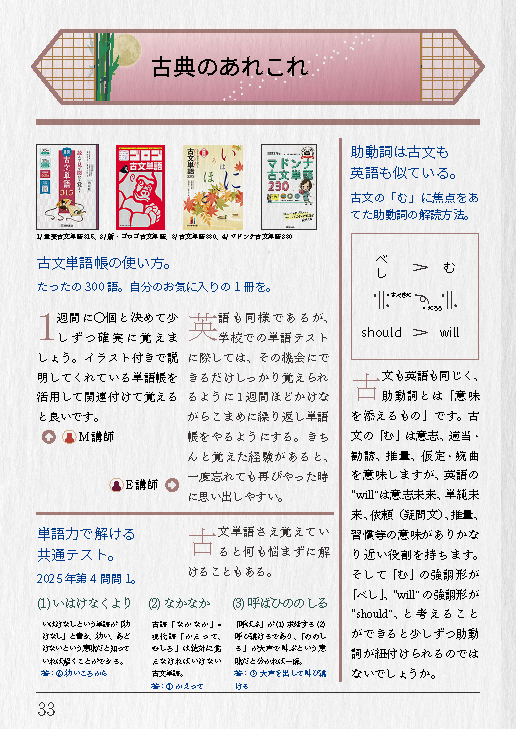 古典のあれこれ
1/重要古文単語315、2/新・ゴロゴ古文単語、3/古文単語330、4/マドンナ古文単語230
古文単語帳の使い方。
たったの300語。自分のお気に入りの1冊を。
1週間に〇個と決めて少
しずつ確実に覚えま
しょう。イラスト付きで説
明してくれている単語帳を
活用して関連付けて覚える
と良いです。
M講師
E講師
英語も同様であるが、
学校での単語テスト
に際しては、その機会にで
きるだけしっかり覚えられ
るように1週間ほどかけな
がらこまめに繰り返し単語
帳をやるようにする。きち
んと覚えた経験があると、
一度忘れても再びやった時
に思い出しやすい。
単語力で解ける
共通テスト。
2025年第4問問1。
古文単語さえ覚えてい
ると何も悩まずに解
けることもある。
(1)いはけなくより
いはけなしという単語が「幼
けなし」と書き、幼い、あど
けないという意味だと知って
いれば解くことができる。
答：②幼いころから
(2)なかなか
古語「なかなか」=
現代語「かえって、
むしろ」は絶対に覚
えなければいけない
古文単語。
答：①かえって
(3)呼ばひののしる
「呼ばふ」が(1)求婚する(2)
呼び続けるであり、「ののし
る」が大声で騒ぐという意
味だと分かれば一瞬。
答：③大声を出して叫び続
ける
助動詞は古文も
英語も似ている。
古文の「む」に焦点をあ
てた助動詞の解読方法。
べし ＞ む
should ＞ will
古文も英語も同じく、
助動詞とは「意味
を添えるもの」です。古
文の「む」は意志、適当・
勧誘、推量、仮定・婉曲
を意味しますが、英語の
"will"は意志未来、単純未
来、依頼（疑問文）、推量、
習慣等の意味がありかな
り近い役割を持ちます。
そして「む」の強調形が
「べし」、"will"の強調形が
"should"、と考えること
ができると少しずつ助動
詞が紐付けられるのでは
ないでしょうか。
33